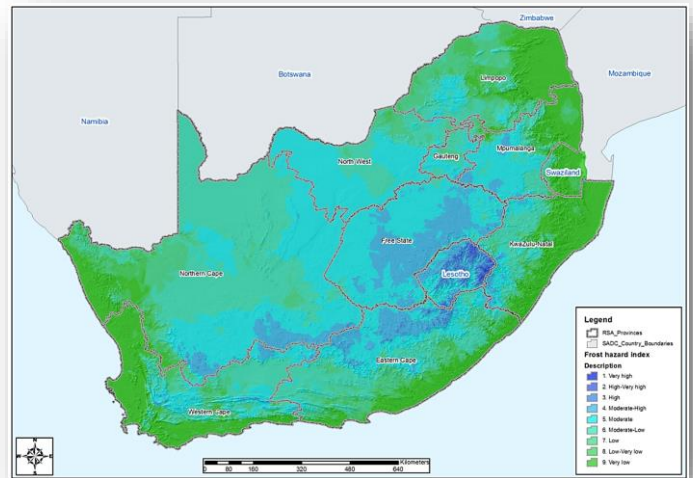 Zimbabwe
Botswana
Mozambique
Namibia
Limpopo
North West
Gauteng
Mpumalanga
Swaziland
Free State
KwaZulu-Natal
Lesotho
Northern Cape
Eastern Cape
Western Cape
Legend
RSA_Provinces
SADC_Country_Boundaries
Frost hazard index
Description
1. Very high
2. High-Very high
3. High
4. Moderate-High
5. Moderate
6. Moderate-Low
7. Low
8. Low-Very low
9. Very low
N
W E
S
Kilometers
0 80 160 320 480 640